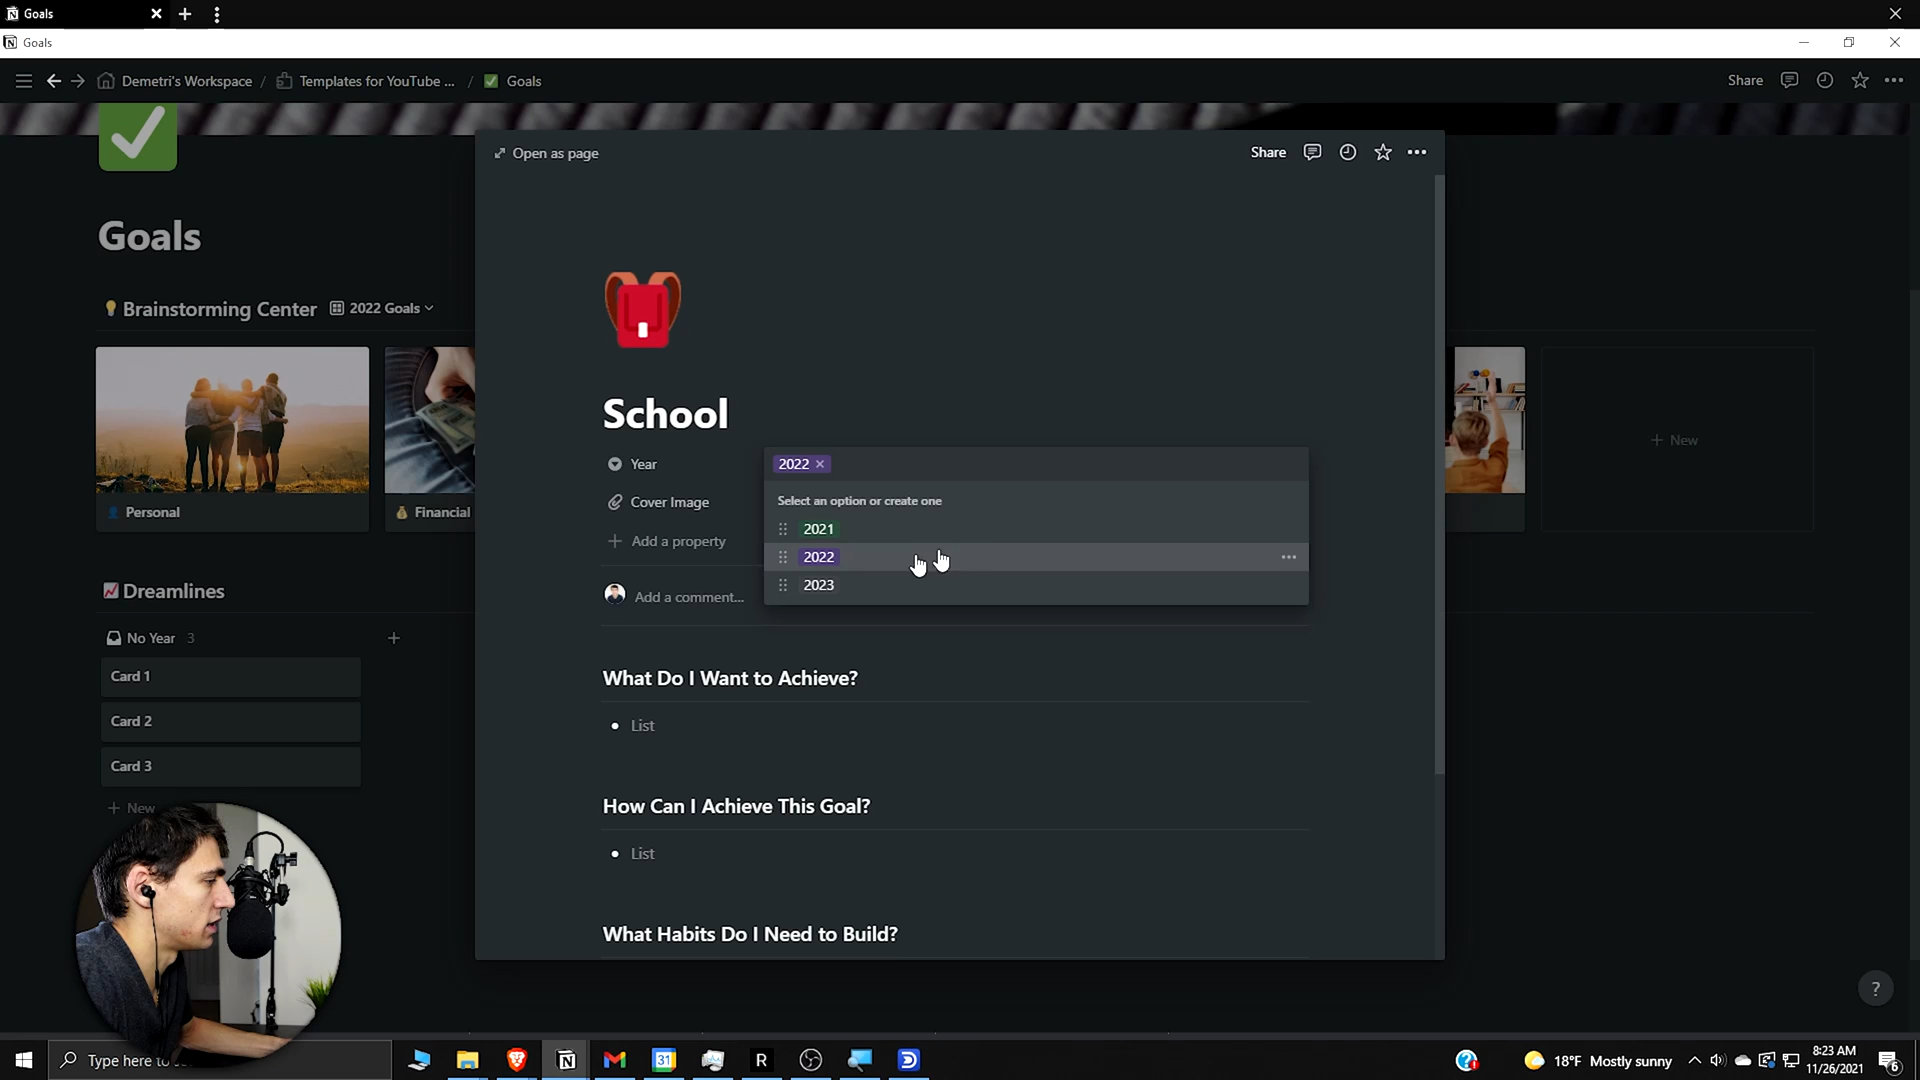 Goals
Goals
Demetri's Workspace / Templates for YouTube ... / Goals
Share
Open as page
Share
Goals
Brainstorming Center 2022 Goals
Personal
Financial
+ New
School
Year
2022 ×
Cover Image
Select an option or create one
2021
+ Add a property
2022
2023
Add a comment...
Dreamlines
No Year 3
Card 1
Card 2
Card 3
+ New
What Do I Want to Achieve?
• List
How Can I Achieve This Goal?
• List
What Habits Do I Need to Build?
?
Type here to
31
R
18°F Mostly sunny
8:23 AM
11/26/2021
6